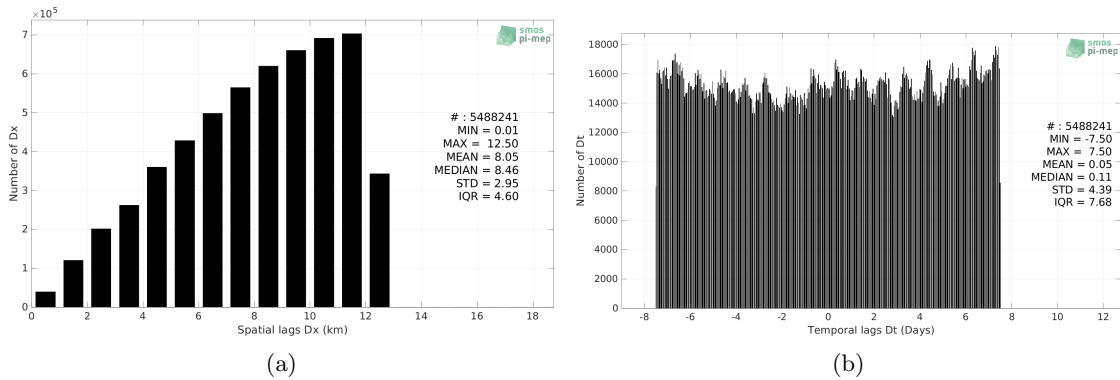 ×10⁵
7
6
5
4
3
2
1
0
Number of Dx
0 2 4 6 8 10 12 14 16 18
Spatial lags Dx (km)
smos
pi-mep
# : 5488241
MIN = 0.01
MAX = 12.50
MEAN = 8.05
MEDIAN = 8.46
STD = 2.95
IQR = 4.60
(a)
18000
16000
14000
12000
10000
8000
6000
4000
2000
0
Number of Dt
-8 -6 -4 -2 0 2 4 6 8 10 12
Temporal lags Dt (Days)
smos
pi-mep
# : 5488241
MIN = -7.50
MAX = 7.50
MEAN = 0.05
MEDIAN = 0.11
STD = 4.39
IQR = 7.68
(b)